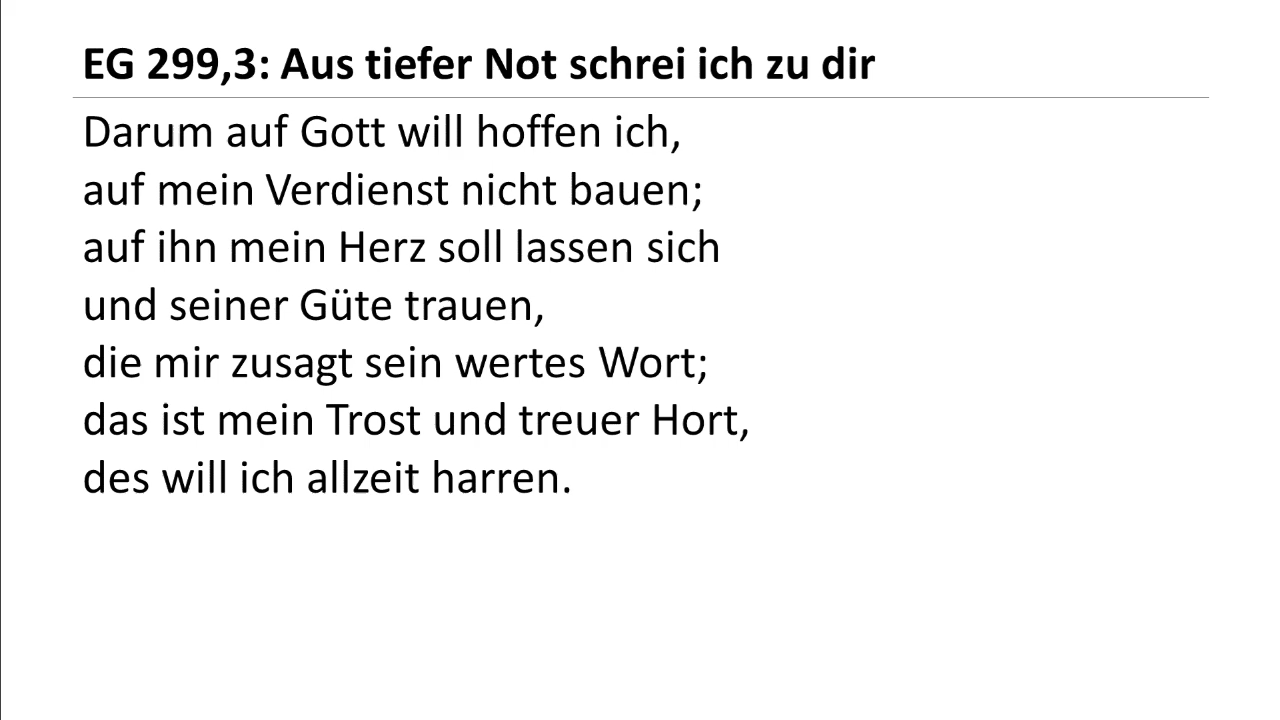 EG 299,3: Aus tiefer Not schrei ich zu dir
Darum auf Gott will hoffen ich,
auf mein Verdienst nicht bauen;
auf ihn mein Herz soll lassen sich
und seiner Güte trauen,
die mir zusagt sein wertes Wort;
das ist mein Trost und treuer Hort,
des will ich allzeit harren.